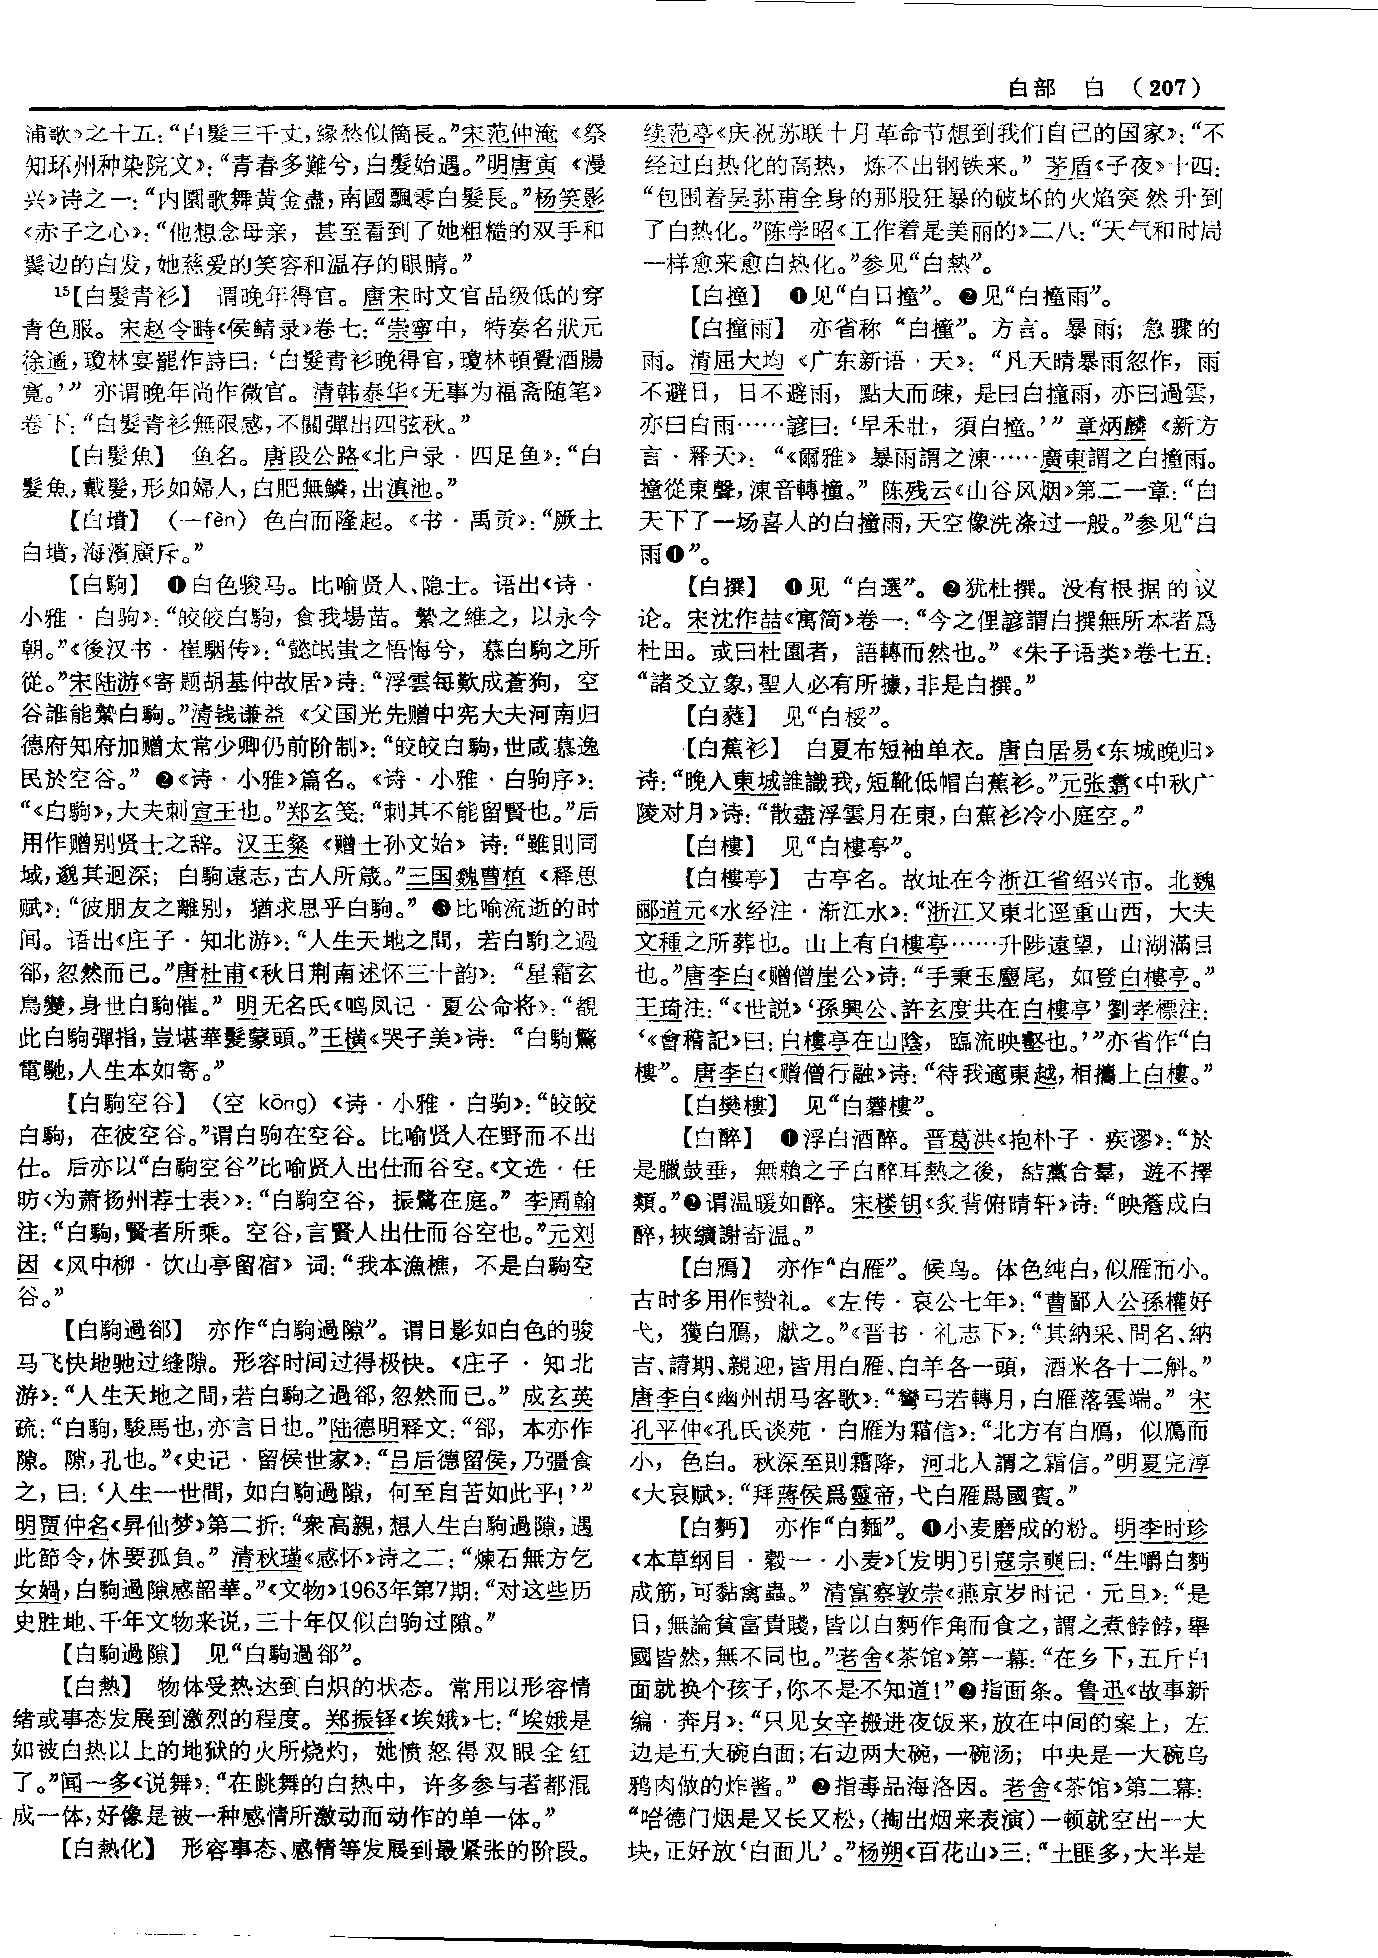 白部　白 （207）
浦歌》之十五：“白髮三千丈，缘愁似箇長。”宋范仲淹《祭
知环州种染院文》：“青春多難兮，白髮始遇。”明唐寅《漫
兴》诗之一：“内園歌舞黄金盡，南國飄零白髮長。”杨笑影
《赤子之心》：“他想念母亲，甚至看到了她粗糙的双手和
鬓边的白发，她慈爱的笑容和温存的眼睛。”
15【白髮青衫】 谓晚年得官。唐宋时文官品级低的穿
青色服。宋赵令畤《侯鲭录》卷七：“崇寧中，特奏名狀元
徐遹，瓊林宴罷作詩曰：‘白髮青衫晚得官，瓊林頓覺酒腸
寬。’”亦谓晚年尚作微官。清韩泰华《无事为福斋随笔》
卷下：“白髮青衫無限感，不關彈出四弦秋。”
【白髮魚】 鱼名。唐段公路《北户录·四足鱼》：“白
髮魚，戴髮，形如婦人，白肥無鳞，出滇池。”
【白墳】（—fèn）色白而隆起。《书·禹贡》：“厥土
白墳，海濱廣斥。”
【白駒】 ❶白色骏马。比喻贤人、隐士。语出《诗·
小雅·白驹》：“皎皎白駒，食我場苗。縶之維之，以永今
朝。”《後汉书·崔駰传》：“懿氓蚩之悟悔兮，慕白駒之所
從。”宋陆游《寄题胡基仲故居》诗：“浮雲每歎成蒼狗，空
谷誰能縶白駒。”清钱谦益《父国光先赠中宪大夫河南归
德府知府加赠太常少卿仍前阶制》：“皎皎白駒，世咸慕逸
民於空谷。”❷《诗·小雅》篇名。《诗·小雅·白驹序》：
“《白駒》，大夫刺宣王也。”郑玄笺：“刺其不能留賢也。”后
用作赠别贤士之辞。汉王粲《赠士孙文始》诗：“雖則同
域，邈其迥深；白駒遠志，古人所箴。”三国魏曹植《释思
赋》：“彼朋友之離别，猶求思乎白駒。”❸比喻流逝的时
间。语出《庄子·知北游》：“人生天地之間，若白駒之過
郤，忽然而已。”唐杜甫《秋日荆南述怀三十韵》：“星霜玄
鳥變，身世白駒催。”明无名氏《鸣凤记·夏公命将》：“覩
此白駒彈指，豈堪華髮蒙頭。”王横《哭子美》诗：“白駒驚
電馳，人生本如寄。”
【白駒空谷】（空 kōng）《诗·小雅·白驹》：“皎皎
白駒，在彼空谷。”谓白驹在空谷。比喻贤人在野而不出
仕。后亦以“白駒空谷”比喻贤人出仕而谷空。《文选·任
昉〈为萧扬州荐士表〉》：“白駒空谷，振鷺在庭。”李周翰
注：“白駒，賢者所乘。空谷，言賢人出仕而谷空也。”元刘
因《风中柳·饮山亭留宿》词：“我本漁樵，不是白駒空
谷。”
【白駒過郤】 亦作“白駒過隙”。谓日影如白色的骏
马飞快地驰过缝隙。形容时间过得极快。《庄子·知北
游》：“人生天地之間，若白駒之過郤，忽然而已。”成玄英
疏：“白駒，駿馬也，亦言日也。”陆德明释文：“郤，本亦作
隙。隙，孔也。”《史记·留侯世家》：“吕后德留侯，乃彊食
之，曰：‘人生一世間，如白駒過隙，何至自苦如此乎！’”
明贾仲名《昇仙梦》第二折：“衆高親，想人生白駒過隙，遇
此節令，休要孤負。”清秋瑾《感怀》诗之二：“煉石無方乞
女媧，白駒過隙感韶華。”《文物》1963年第7期：“对这些历
史胜地、千年文物来说，三十年仅似白驹过隙。”
【白駒過隙】 见“白駒過郤”。
【白熱】 物体受热达到白炽的状态。常用以形容情
绪或事态发展到激烈的程度。郑振铎《埃娥》七：“埃娥是
如被白热以上的地狱的火所烧灼，她愤怒得双眼全红
了。”闻一多《说舞》：“在跳舞的白热中，许多参与者都混
成一体，好像是被一种感情所激动而动作的单一体。”
【白熱化】 形容事态、感情等发展到最紧张的阶段。
续范亭《庆祝苏联十月革命节想到我们自己的国家》：“不
经过白热化的高热，炼不出钢铁来。”茅盾《子夜》十四：
“包围着吴荪甫全身的那股狂暴的破坏的火焰突然升到
了白热化。”陈学昭《工作着是美丽的》二八：“天气和时局
一样愈来愈白热化。”参见“白熱”。
【白撞】 ❶见“白日撞”。❷见“白撞雨”。
【白撞雨】 亦省称“白撞”。方言。暴雨；急骤的
雨。清屈大均《广东新语·天》：“凡天晴暴雨忽作，雨
不避日，日不避雨，點大而疎，是曰白撞雨，亦曰過雲，
亦曰白雨……諺曰：‘早禾壯，須白撞。’”章炳麟《新方
言·释天》：“《爾雅》暴雨謂之涷……廣東謂之白撞雨。
撞從東聲，涷音轉撞。”陈残云《山谷风烟》第二一章：“白
天下了一场喜人的白撞雨，天空像洗涤过一般。”参见“白
雨❶”。
【白撰】 ❶见“白選”。❷犹杜撰。没有根据的议
论。宋沈作喆《寓简》卷一：“今之俚諺謂白撰無所本者爲
杜田。或曰杜園者，語轉而然也。”《朱子语类》卷七五：
“諸爻立象，聖人必有所據，非是白撰。”
【白蕤】 见“白桵”。
【白蕉衫】 白夏布短袖单衣。唐白居易《东城晚归》
诗：“晚入東城誰識我，短靴低帽白蕉衫。”元张翥《中秋广
陵对月》诗：“散盡浮雲月在東，白蕉衫冷小庭空。”
【白樓】 见“白樓亭”。
【白樓亭】 古亭名。故址在今浙江省绍兴市。北魏
郦道元《水经注·渐江水》：“浙江又東北逕重山西，大夫
文種之所葬也。山上有白樓亭……升陟遠望，山湖滿目
也。”唐李白《赠僧崖公》诗：“手秉玉麈尾，如登白樓亭。”
王琦注：“《世説》‘孫興公、許玄度共在白樓亭’劉孝標注：
‘《會稽記》曰：白樓亭在山陰，臨流映壑也。’”亦省作“白
樓”。唐李白《赠僧行融》诗：“待我適東越，相攜上白樓。”
【白樊樓】 见“白礬樓”。
【白醉】 ❶浮白酒醉。晋葛洪《抱朴子·疾谬》：“於
是臘鼓垂，無賴之子白醉耳熱之後，結黨合羣，遊不擇
類。”❷谓温暖如醉。宋楼钥《炙背俯晴轩》诗：“映簷成白
醉，挾纊謝奇温。”
【白鴈】 亦作“白雁”。候鸟。体色纯白，似雁而小。
古时多用作贽礼。《左传·哀公七年》：“曹鄙人公孫彊好
弋，獲白鴈，獻之。”《晋书·礼志下》：“其納采、問名、納
吉、請期、親迎，皆用白雁、白羊各一頭，酒米各十二斛。”
唐李白《幽州胡马客歌》：“彎弓若轉月，白雁落雲端。”宋
孔平仲《孔氏谈苑·白雁为霜信》：“北方有白鴈，似鴈而
小，色白。秋深至則霜降，河北人謂之霜信。”明夏完淳
《大哀赋》：“拜蔣侯爲靈帝，弋白雁爲國賓。”
【白麪】 亦作“白麵”。❶小麦磨成的粉。明李时珍
《本草纲目·穀一·小麦》〔发明〕引寇宗奭曰：“生嚼白麪
成筋，可黏禽蟲。”清富察敦崇《燕京岁时记·元旦》：“是
日，無論貧富貴賤，皆以白麪作角而食之，謂之煮餑餑，舉
國皆然，無不同也。”老舍《茶馆》第一幕：“在乡下，五斤白
面就换个孩子，你不是不知道！”❷指面条。鲁迅《故事新
编·奔月》：“只见女辛搬进夜饭来，放在中间的案上，左
边是五大碗白面；右边两大碗，一碗汤；中央是一大碗乌
鸦肉做的炸酱。”❷指毒品海洛因。老舍《茶馆》第二幕：
“哈德门烟是又长又松，（掏出烟来表演）一顿就空出一大
块，正好放‘白面儿’。”杨朔《百花山》三：“土匪多，大半是